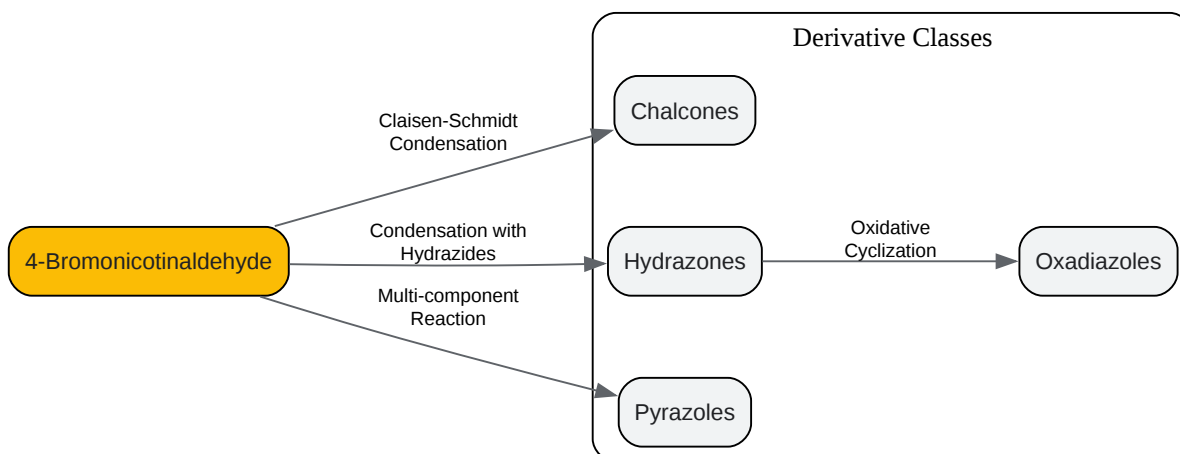 Derivative Classes
Chalcones
Claisen-Schmidt
Condensation
4-Bromonicotinaldehyde
Condensation with
Hydrazides
Hydrazones
Oxidative
Cyclization
Oxadiazoles
Multi-component
Reaction
Pyrazoles